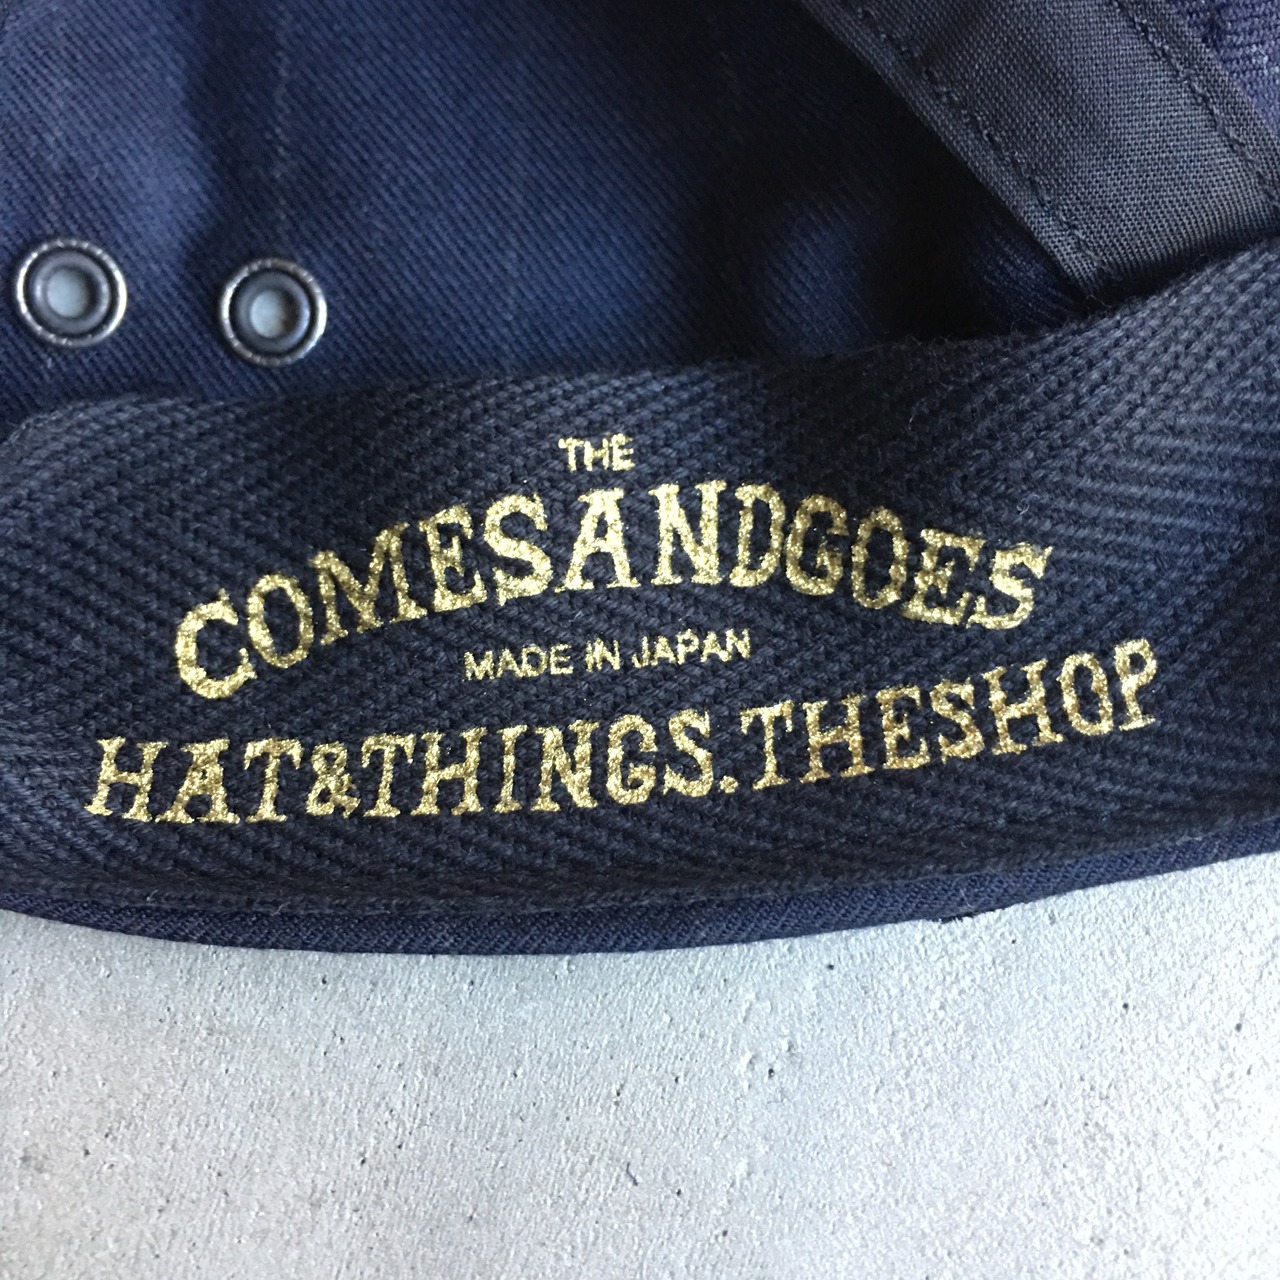 THE
COMESANDGOES
MADE IN JAPAN
HAT&THINGS.THESHOP